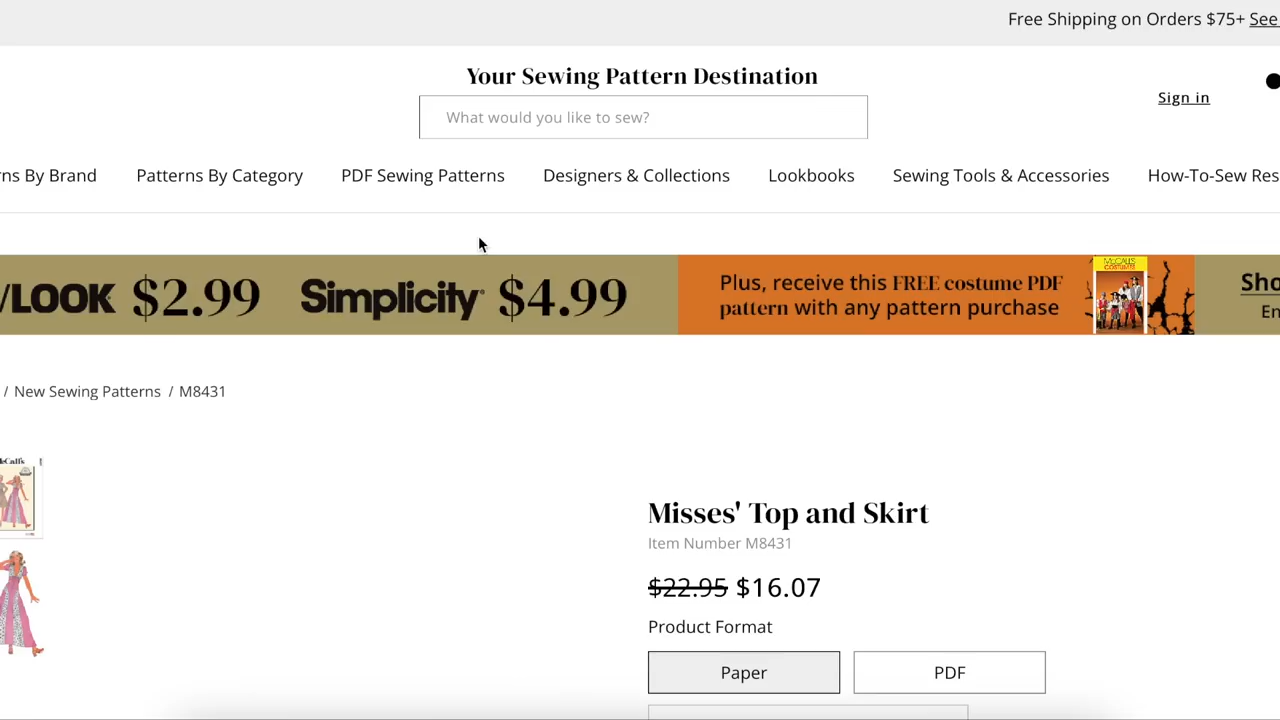 Free Shipping on Orders $75+ See
Your Sewing Pattern Destination
What would you like to sew?
Sign in
rns By Brand
Patterns By Category
PDF Sewing Patterns
Designers & Collections
Lookbooks
Sewing Tools & Accessories
How-To-Sew Res
LOOK $2.99 Simplicity $4.99
Plus, receive this FREE costume PDF
pattern with any pattern purchase
McCALL'S
COSTUMES
Sho
En
/ New Sewing Patterns / M8431
Misses' Top and Skirt
Item Number M8431
$22.95 $16.07
Product Format
Paper
PDF